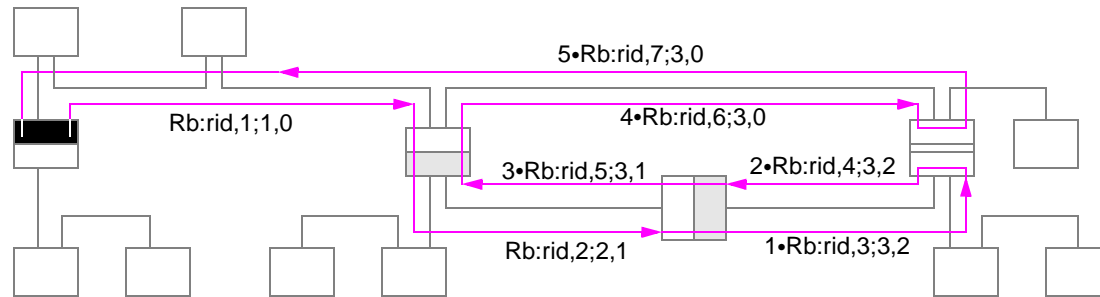 5•Rb:rid,7;3,0
Rb:rid,1;1,0
4•Rb:rid,6;3,0
3•Rb:rid,5;3,1
2•Rb:rid,4;3,2
Rb:rid,2;2,1
1•Rb:rid,3;3,2